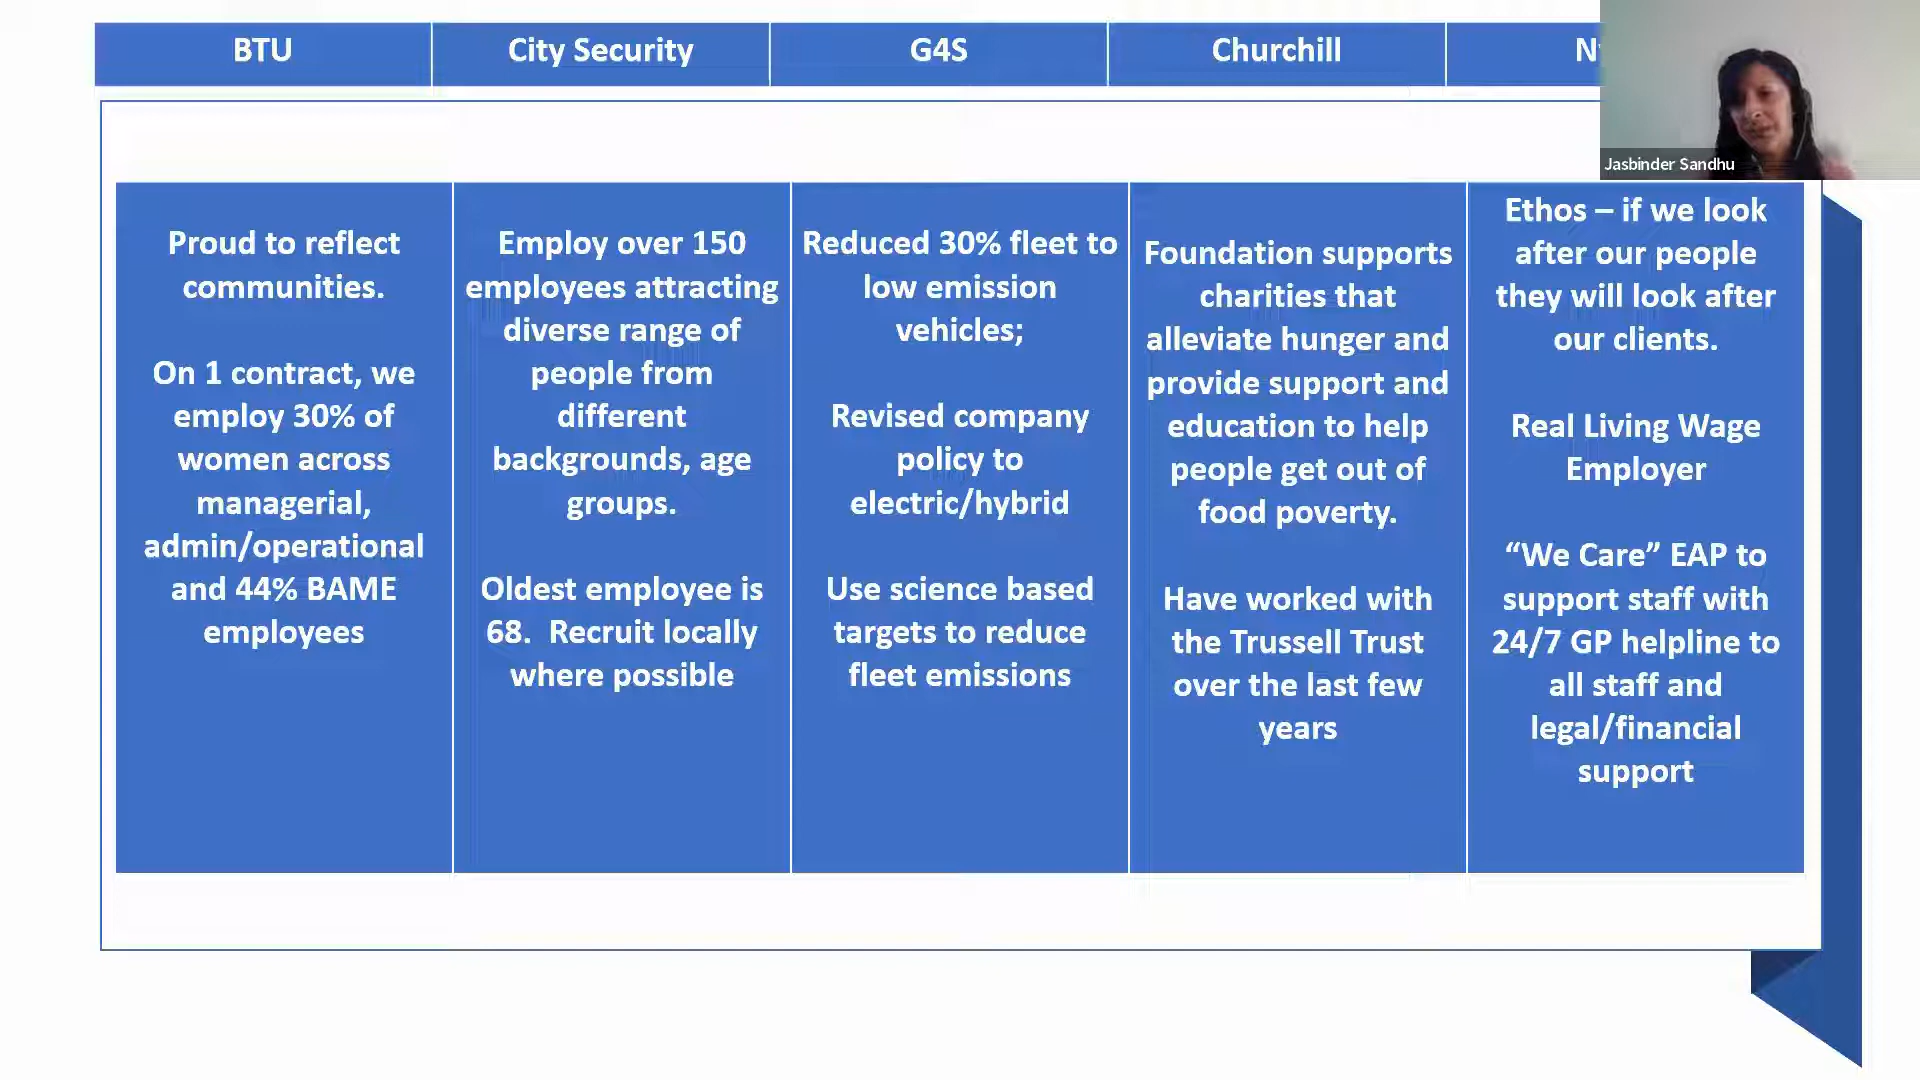 BTU
City Security
G4S
Churchill
Jasbinder Sandhu
Proud to reflect
communities.
On 1 contract, we
employ 30% of
women across
managerial,
admin/operational
and 44% BAME
employees
Employ over 150
employees attracting
diverse range of
people from
different
backgrounds, age
groups.
Oldest employee is
68.  Recruit locally
where possible
Reduced 30% fleet to
low emission
vehicles;
Revised company
policy to
electric/hybrid
Use science based
targets to reduce
fleet emissions
Foundation supports
charities that
alleviate hunger and
provide support and
education to help
people get out of
food poverty.
Have worked with
the Trussell Trust
over the last few
years
Ethos – if we look
after our people
they will look after
our clients.
Real Living Wage
Employer
“We Care” EAP to
support staff with
24/7 GP helpline to
all staff and
legal/financial
support